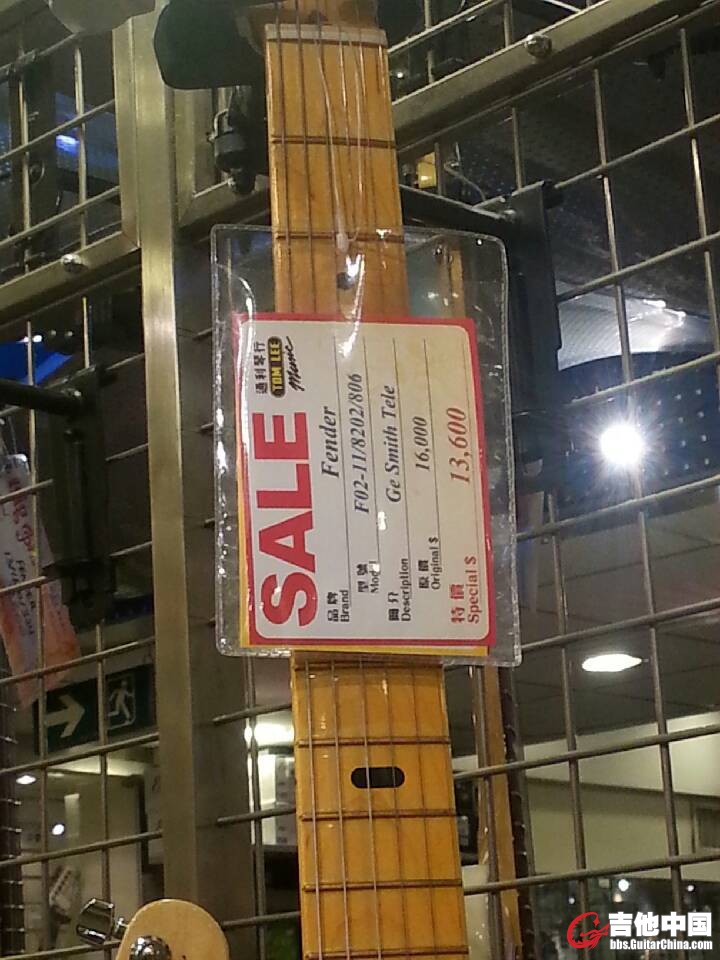 SALE
通利琴行
TOM LEE
Music
品牌 Brand Fender
型號 Model F02-11/8202/806
簡介 Description Ge Smith Tele
原價 Original $ 16,000
特價 Special $ 13,600
吉他中国
bbs.GuitarChina.com